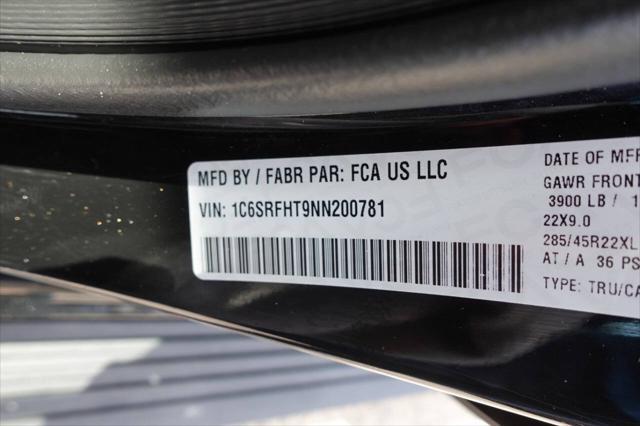 MFD BY / FABR PAR: FCA US LLC
VIN: 1C6SRFHT9NN200781
DATE OF MFR
GAWR FRONT
3900 LB / 1
22X9.0
285/45R22XL
AT / A 36 PS
TYPE: TRU/CA